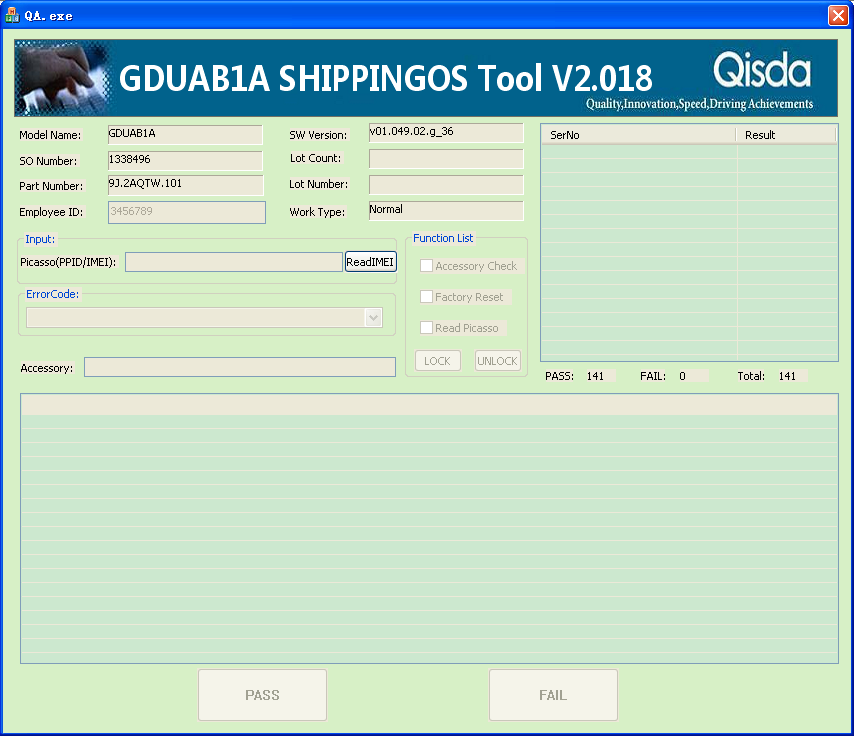 QA.exe
GDUAB1A SHIPPINGOS Tool V2.018
Qisda
Quality,Innovation,Speed,Driving Achievements
Model Name: GDUAB1A
SW Version: v01.049.02.g_36
SO Number: 1338496
Lot Count:
Part Number: 9J.2AQTW.101
Lot Number:
Employee ID: 3456789
Work Type: Normal
SerNo Result
Input:
Picasso(PPID/IMEI): ReadIMEI
ErrorCode:
Accessory:
Function List
Accessory Check
Factory Reset
Read Picasso
LOCK UNLOCK
PASS: 141 FAIL: 0 Total: 141
PASS FAIL